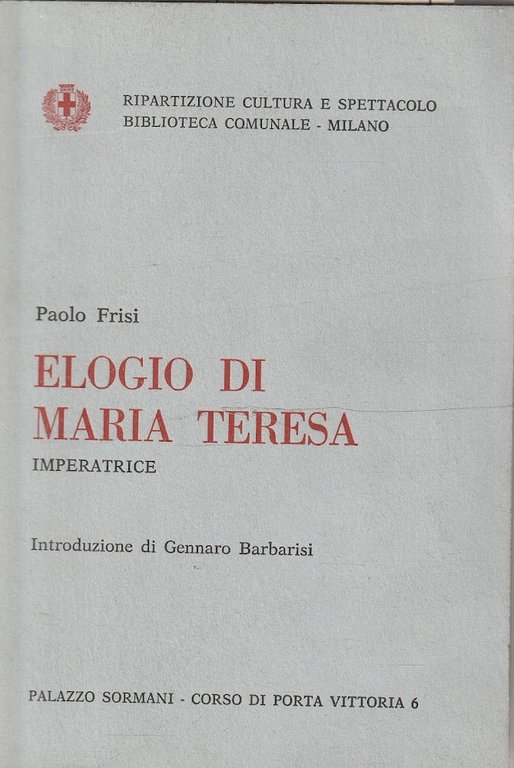 RIPARTIZIONE CULTURA E SPETTACOLO
BIBLIOTECA COMUNALE - MILANO
Paolo Frisi
ELOGIO DI
MARIA TERESA
IMPERATRICE
Introduzione di Gennaro Barbarisi
PALAZZO SORMANI - CORSO DI PORTA VITTORIA 6